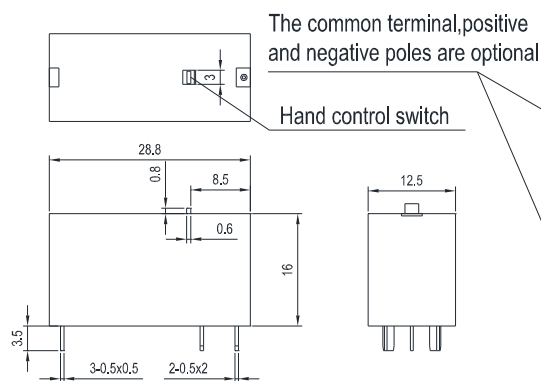 The common terminal,positive
and negative poles are optional
3
Hand control switch
28.8
0.8
8.5
12.5
0.6
16
3.5
3-0.5x0.5
2-0.5x2